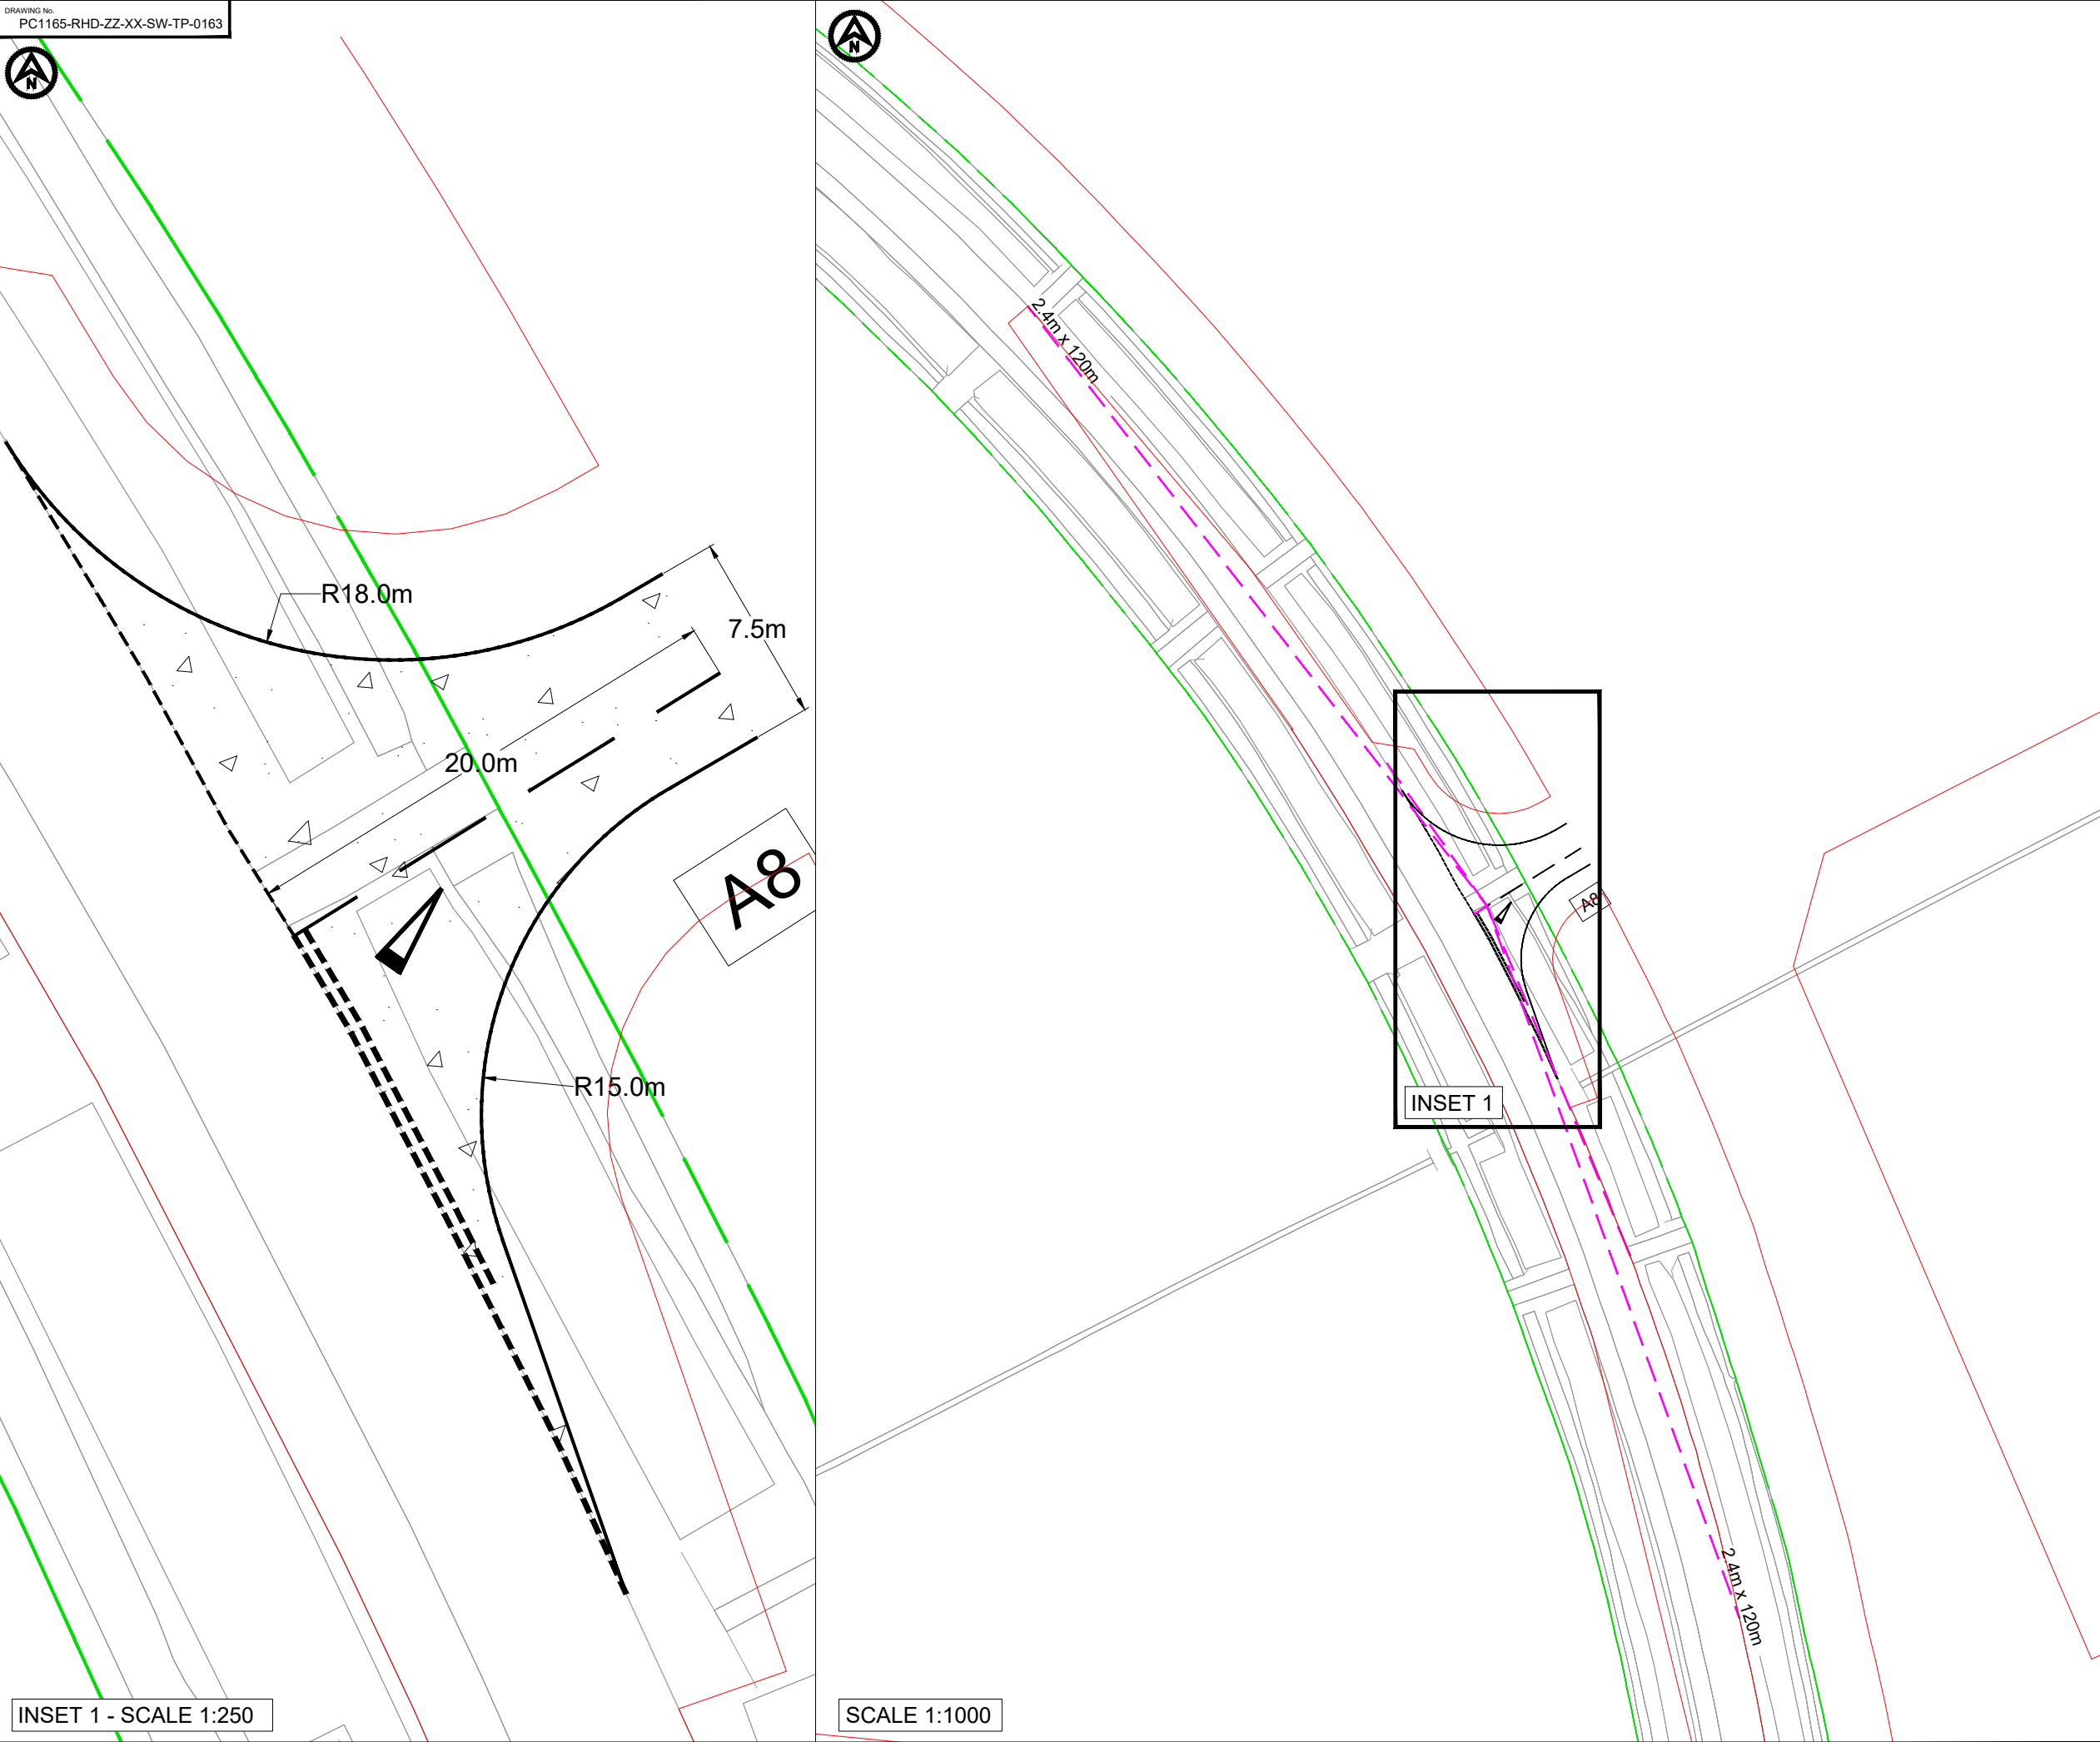 DRAWING No.
PC1165-RHD-ZZ-XX-SW-TP-0163
N
R18.0m
7.5m
20.0m
A8
R15.0m
INSET 1 - SCALE 1:250
N
2.4m x 120m
A8
INSET 1
2.4m x 120m
SCALE 1:1000